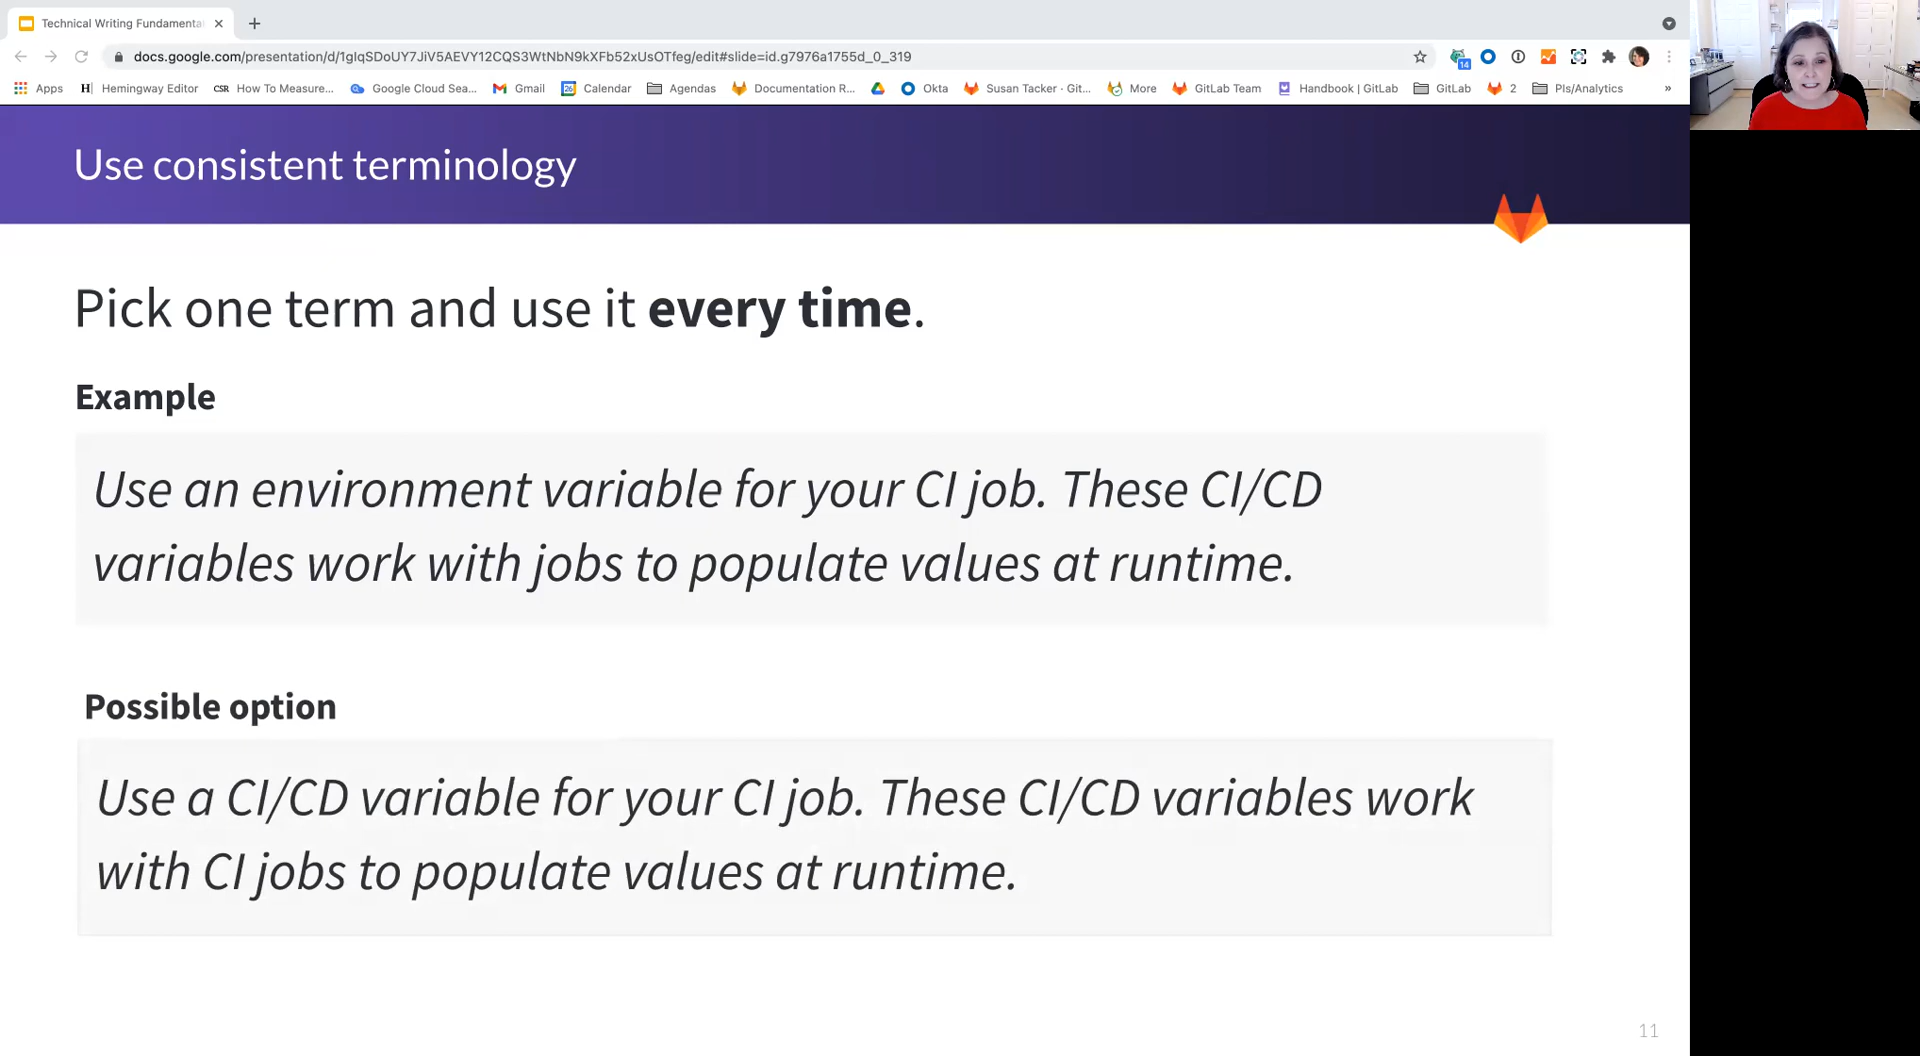 Technical Writing Fundamenta
docs.google.com/presentation/d/1gIqSDoUY7JiV5AEVY12CQS3WtNbN9kXFb52xUsOTfeg/edit#slide=id.g7976a1755d_0_319
14
Apps Hemingway Editor CSR How To Measure... Google Cloud Sea... Gmail 26 Calendar Agendas Documentation R... Okta Susan Tacker · Git... More GitLab Team Handbook | GitLab GitLab 2 PIs/Analytics »
Use consistent terminology
Pick one term and use it every time.
Example
Use an environment variable for your CI job. These CI/CD
variables work with jobs to populate values at runtime.
Possible option
Use a CI/CD variable for your CI job. These CI/CD variables work
with CI jobs to populate values at runtime.
11